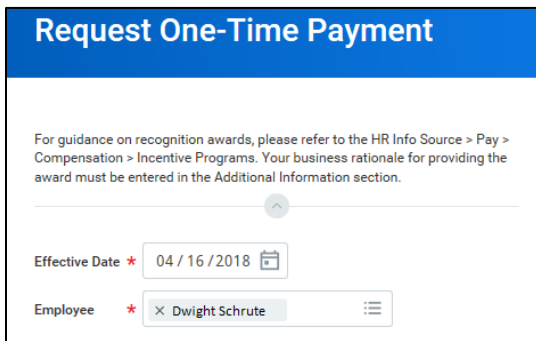 Request One-Time Payment
For guidance on recognition awards, please refer to the HR Info Source > Pay >
Compensation > Incentive Programs. Your business rationale for providing the
award must be entered in the Additional Information section.
Effective Date * 04 / 16 / 2018
Employee * × Dwight Schrute